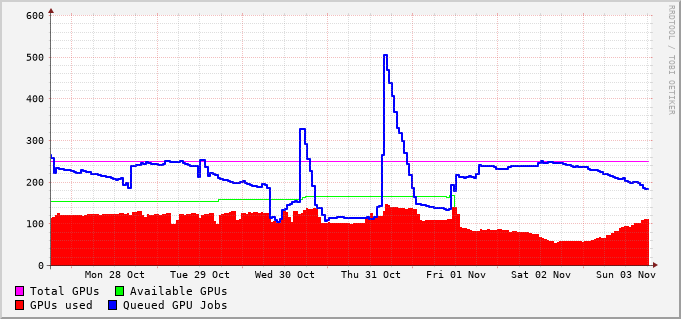 600
500
400
300
200
100
0
Mon 28 Oct Tue 29 Oct Wed 30 Oct Thu 31 Oct Fri 01 Nov Sat 02 Nov Sun 03 Nov
Total GPUs Available GPUs
GPUs used Queued GPU Jobs
RRDTOOL / TOBI OETIKER